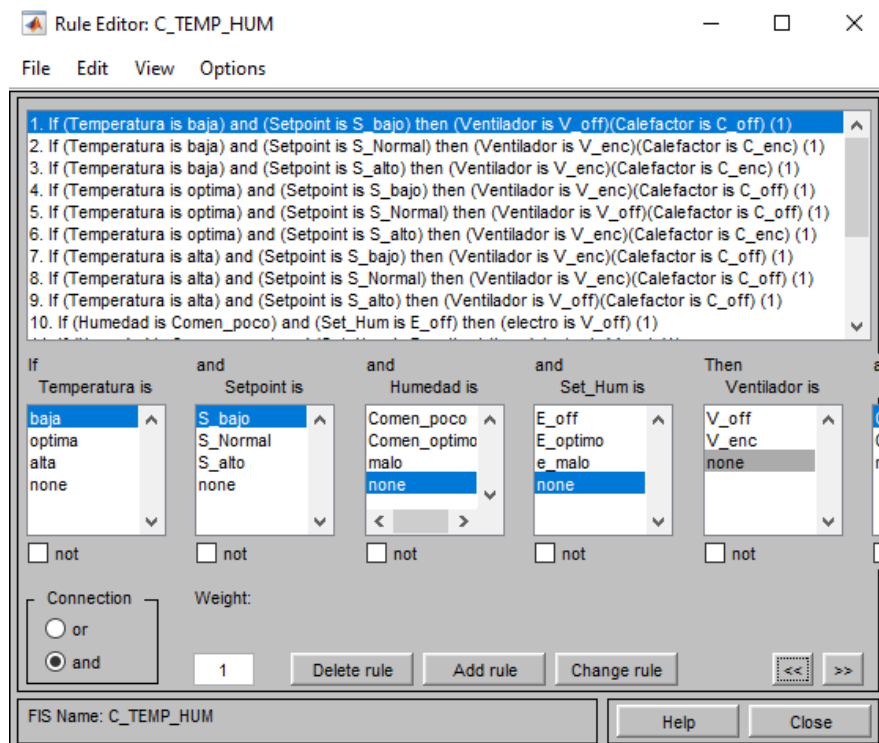 Rule Editor: C_TEMP_HUM
File Edit View Options
1. If (Temperatura is baja) and (Setpoint is S_bajo) then (Ventilador is V_off)(Calefactor is C_off) (1)
2. If (Temperatura is baja) and (Setpoint is S_Normal) then (Ventilador is V_enc)(Calefactor is C_enc) (1)
3. If (Temperatura is baja) and (Setpoint is S_alto) then (Ventilador is V_enc)(Calefactor is C_enc) (1)
4. If (Temperatura is optima) and (Setpoint is S_bajo) then (Ventilador is V_enc)(Calefactor is C_off) (1)
5. If (Temperatura is optima) and (Setpoint is S_Normal) then (Ventilador is V_off)(Calefactor is C_off) (1)
6. If (Temperatura is optima) and (Setpoint is S_alto) then (Ventilador is V_enc)(Calefactor is C_enc) (1)
7. If (Temperatura is alta) and (Setpoint is S_bajo) then (Ventilador is V_enc)(Calefactor is C_off) (1)
8. If (Temperatura is alta) and (Setpoint is S_Normal) then (Ventilador is V_enc)(Calefactor is C_off) (1)
9. If (Temperatura is alta) and (Setpoint is S_alto) then (Ventilador is V_off)(Calefactor is C_off) (1)
10. If (Humedad is Comen_poco) and (Set_Hum is E_off) then (electro is V_off) (1)
If and and and Then
Temperatura is Setpoint is Humedad is Set_Hum is Ventilador is
baja S_bajo Comen_poco E_off V_off
optima S_Normal Comen_optimo E_optimo V_enc
alta S_alto malo e_malo none
none none none none
not not not not not
Connection Weight:
or
and 1 Delete rule Add rule Change rule << >>
FIS Name: C_TEMP_HUM Help Close